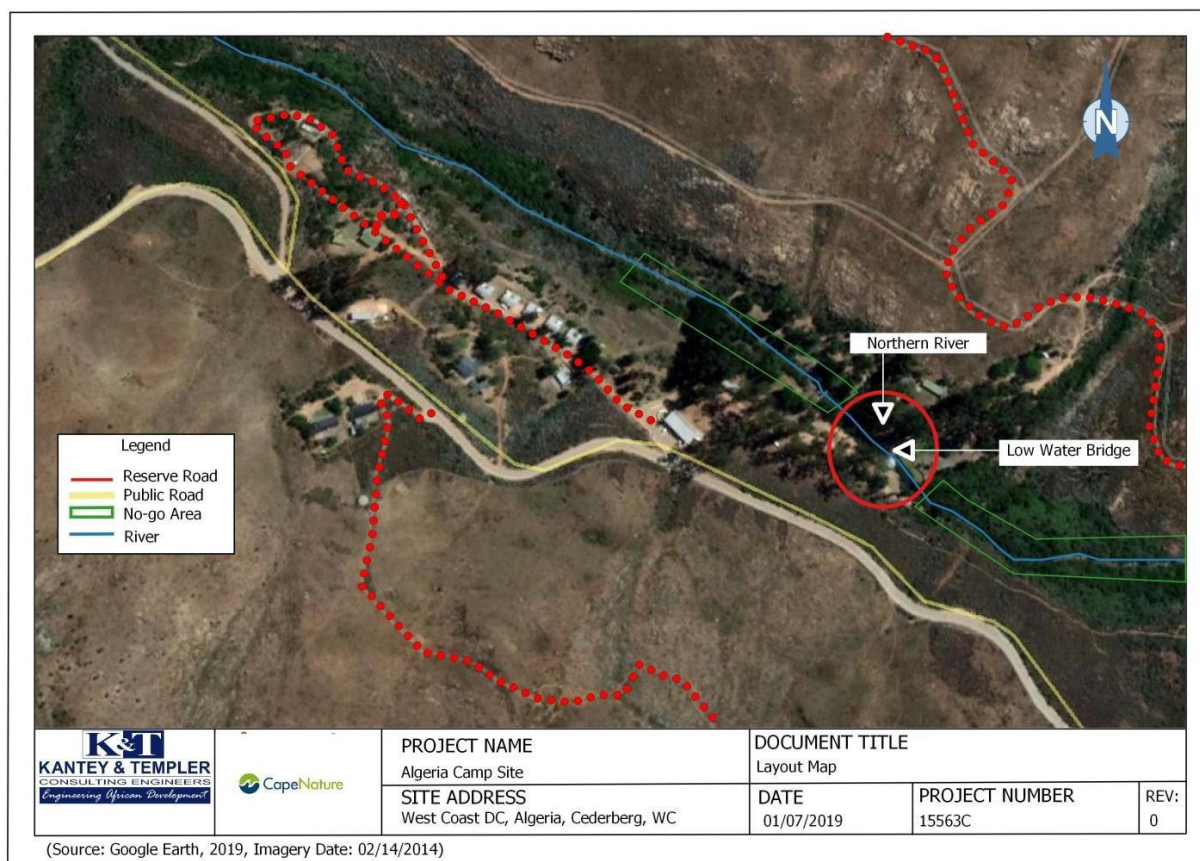 N
Northern River
Low Water Bridge
Legend
Reserve Road
Public Road
No-go Area
River
K&T
KANTEY & TEMPLER
CONSULTING ENGINEERS
Engineering African Development
CapeNature
PROJECT NAME
Algeria Camp Site
SITE ADDRESS
West Coast DC, Algeria, Cederberg, WC
DOCUMENT TITLE
Layout Map
DATE
01/07/2019
PROJECT NUMBER
15563C
REV:
0
(Source: Google Earth, 2019, Imagery Date: 02/14/2014)